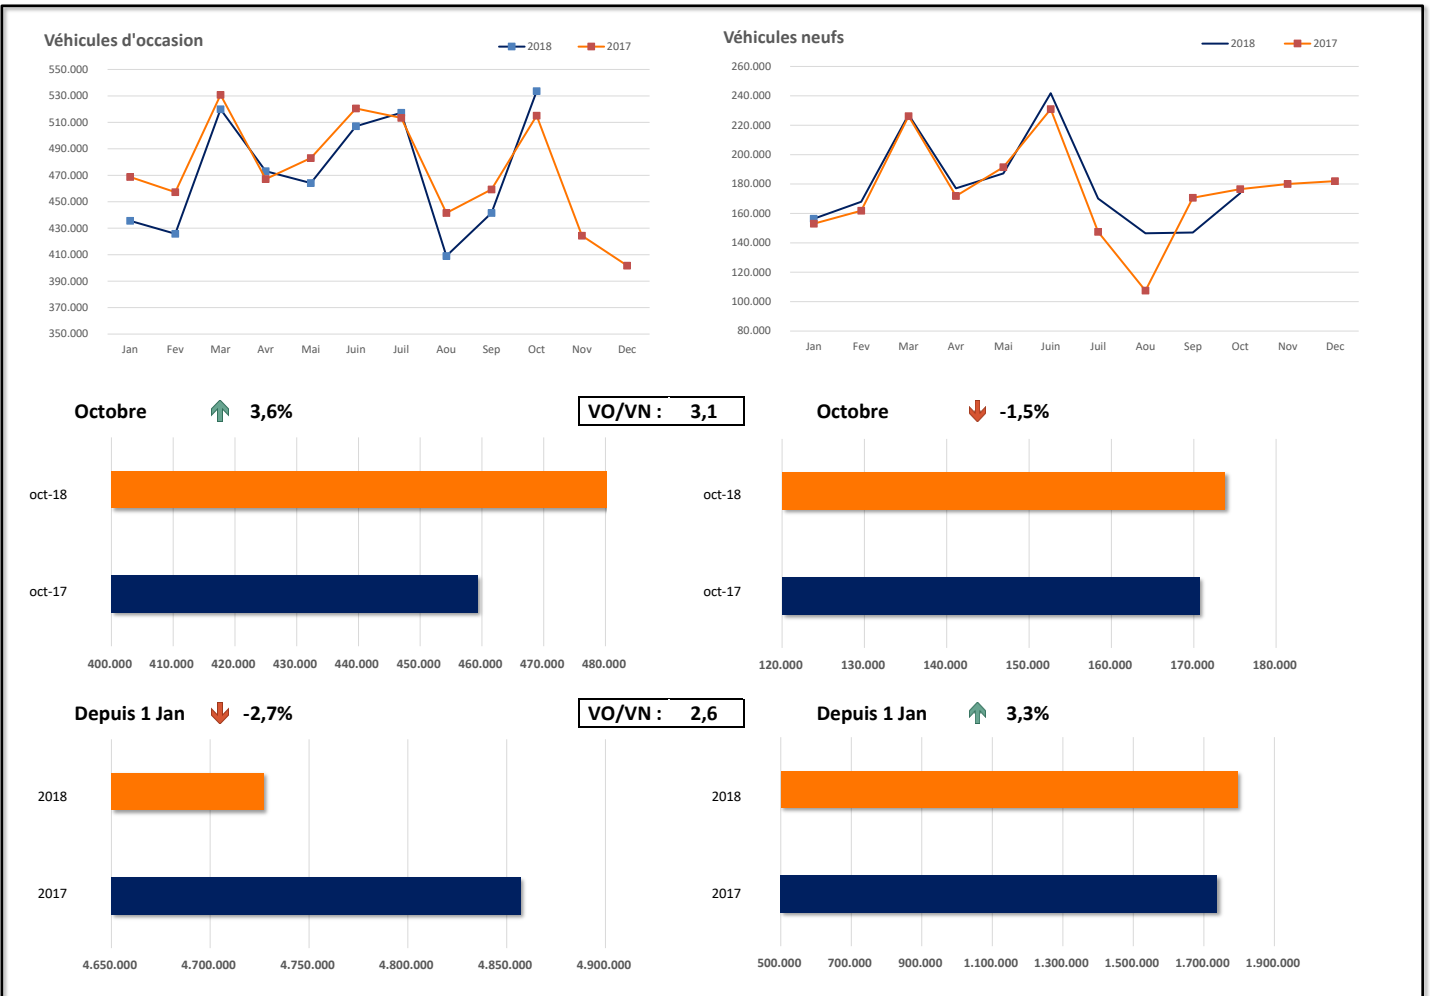 Véhicules d'occasion
2018 2017
550.000
530.000
510.000
490.000
470.000
450.000
430.000
410.000
390.000
370.000
350.000
Jan Fev Mar Avr Mai Juin Juil Aou Sep Oct Nov Dec
Véhicules neufs
2018 2017
260.000
240.000
220.000
200.000
180.000
160.000
140.000
120.000
100.000
80.000
Jan Fev Mar Avr Mai Juin Juil Aou Sep Oct Nov Dec
Octobre 3,6%
VO/VN : 3,1
Octobre -1,5%
oct-18
oct-17
400.000 410.000 420.000 430.000 440.000 450.000 460.000 470.000 480.000
oct-18
oct-17
120.000 130.000 140.000 150.000 160.000 170.000 180.000
Depuis 1 Jan -2,7%
VO/VN : 2,6
Depuis 1 Jan 3,3%
2018
2017
4.650.000 4.700.000 4.750.000 4.800.000 4.850.000 4.900.000
2018
2017
500.000 700.000 900.000 1.100.000 1.300.000 1.500.000 1.700.000 1.900.000